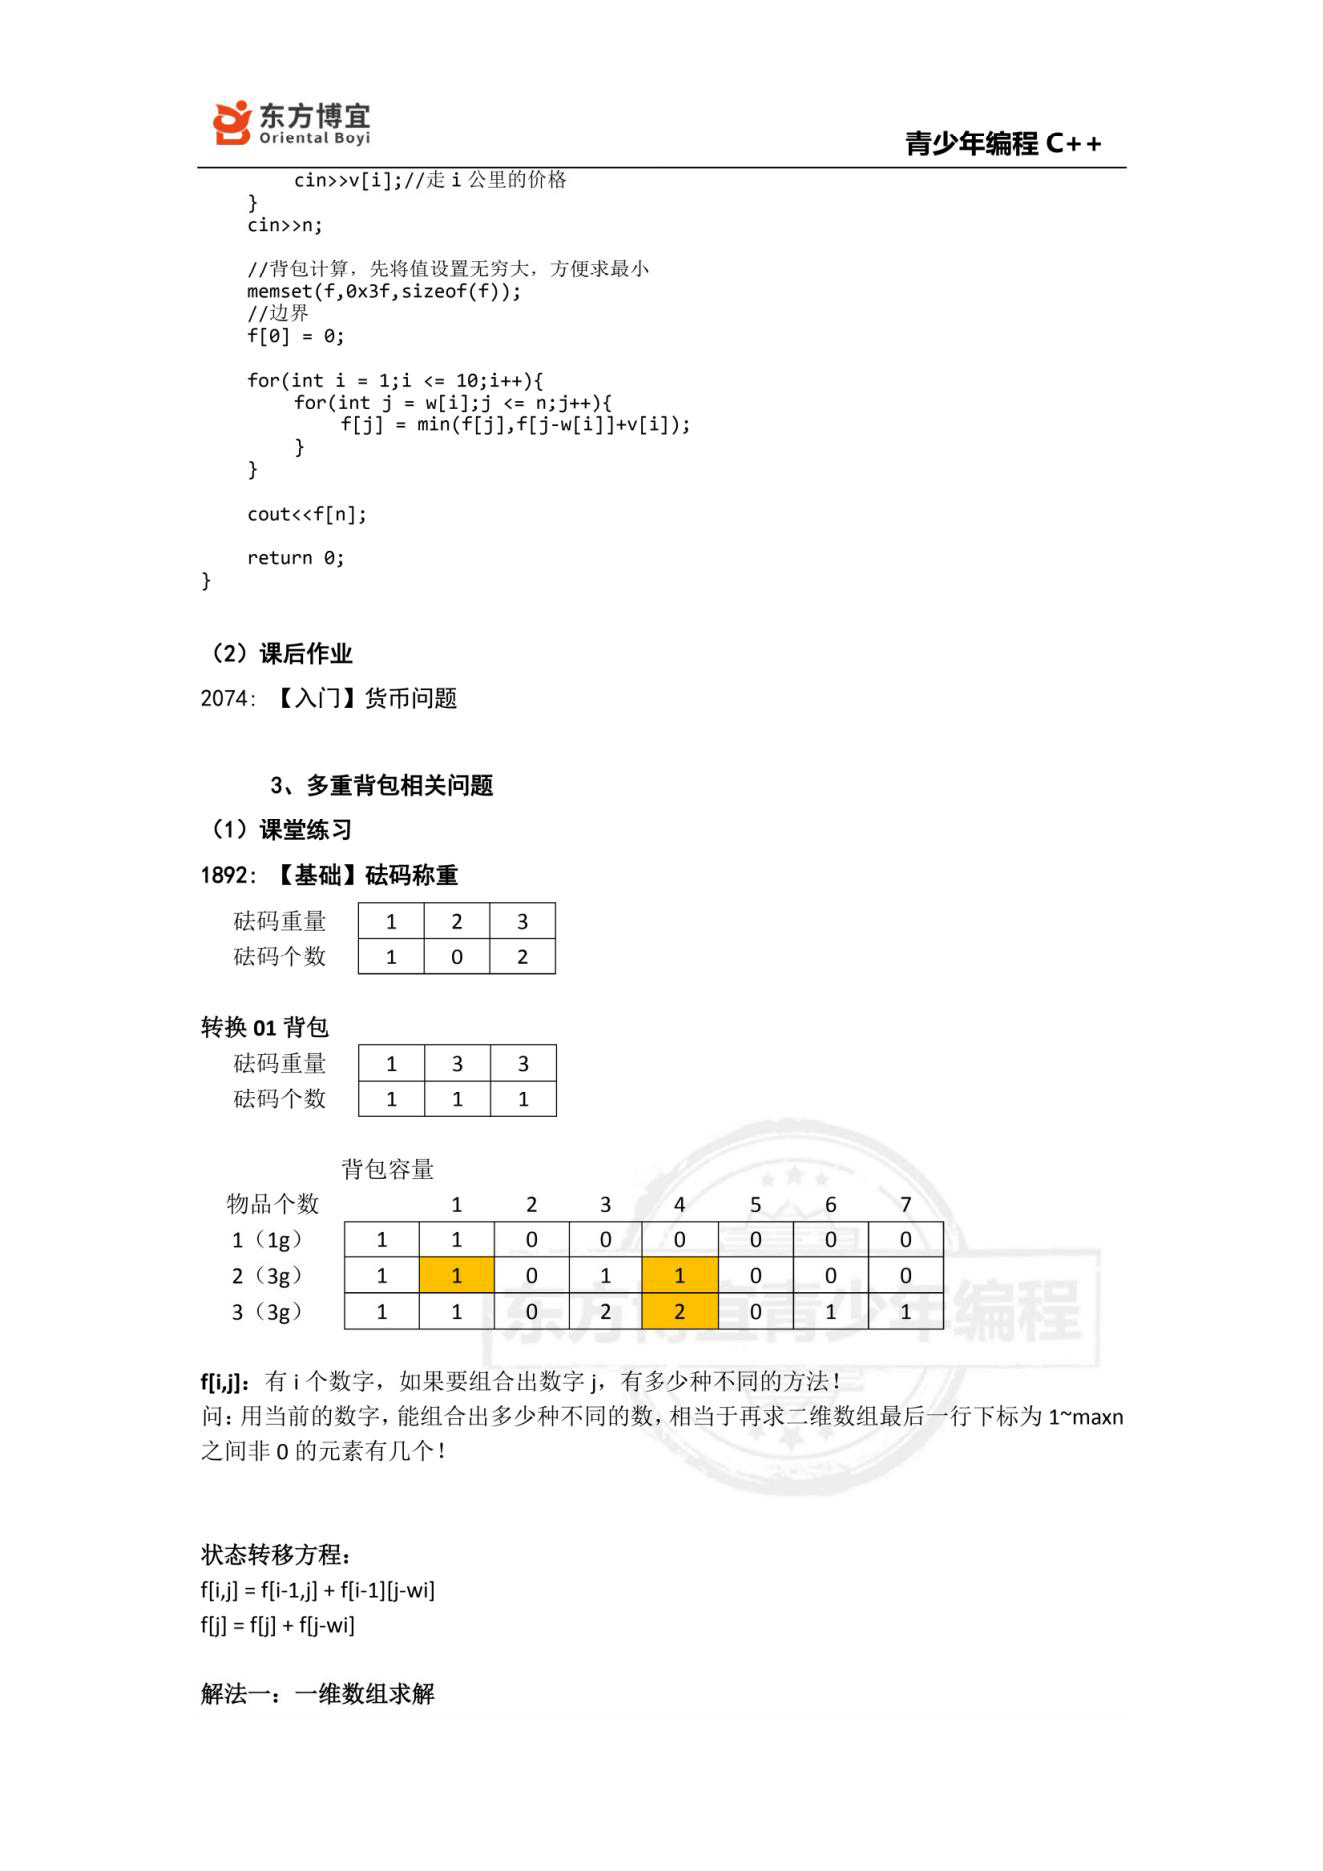 东方博宜
Oriental Boyi
青少年编程 C++
cin>>v[i];//走 i 公里的价格
}
cin>>n;
//背包计算，先将值设置无穷大，方便求最小
memset(f,0x3f,sizeof(f));
//边界
f[0] = 0;
for(int i = 1;i <= 10;i++){
for(int j = w[i];j <= n;j++){
f[j] = min(f[j],f[j-w[i]]+v[i]);
}
}
cout<<f[n];
return 0;
}
（2）课后作业
2074: 【入门】货币问题
3、多重背包相关问题
（1）课堂练习
1892: 【基础】砝码称重
砝码重量 1 2 3
砝码个数 1 0 2
转换 01 背包
砝码重量 1 3 3
砝码个数 1 1 1
背包容量
物品个数 1 2 3 4 5 6 7
1（1g） 1 1 0 0 0 0 0 0
2（3g） 1 1 0 1 1 0 0 0
3（3g） 1 1 0 2 2 0 1 1
东方博宜青少年编程
f[i,j]：有 i 个数字，如果要组合出数字 j，有多少种不同的方法！
问：用当前的数字，能组合出多少种不同的数，相当于再求二维数组最后一行下标为 1~maxn
之间非 0 的元素有几个！
状态转移方程：
f[i,j] = f[i-1,j] + f[i-1][j-wi]
f[j] = f[j] + f[j-wi]
解法一：一维数组求解